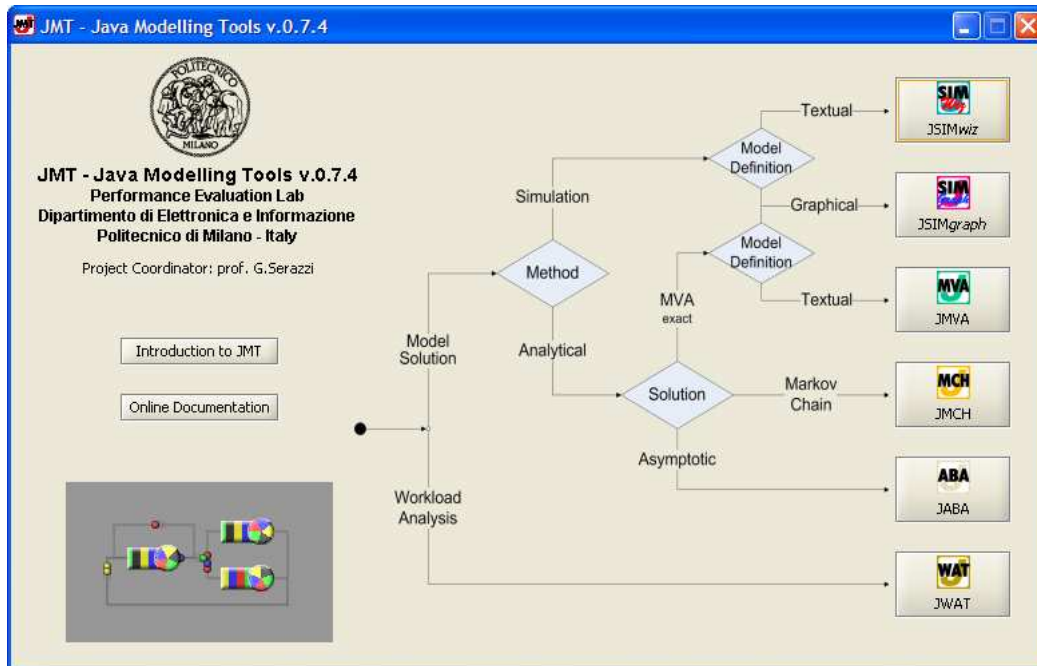 JMT - Java Modelling Tools v.0.7.4
POLITECNICO
MILANO
JMT - Java Modelling Tools v.0.7.4
Performance Evaluation Lab
Dipartimento di Elettronica e Informazione
Politecnico di Milano - Italy
Project Coordinator: prof. G.Serazzi
Introduction to JMT
Online Documentation
Model
Solution
Workload
Analysis
Method
Simulation
Analytical
Model
Definition
Textual
Graphical
Model
Definition
Textual
MVA
exact
Solution
Markov
Chain
Asymptotic
SIM
Wiz
JSIMwiz
SIM
Graph
JSIMgraph
MVA
JMVA
MCH
JMCH
ABA
JABA
WAT
JWAT